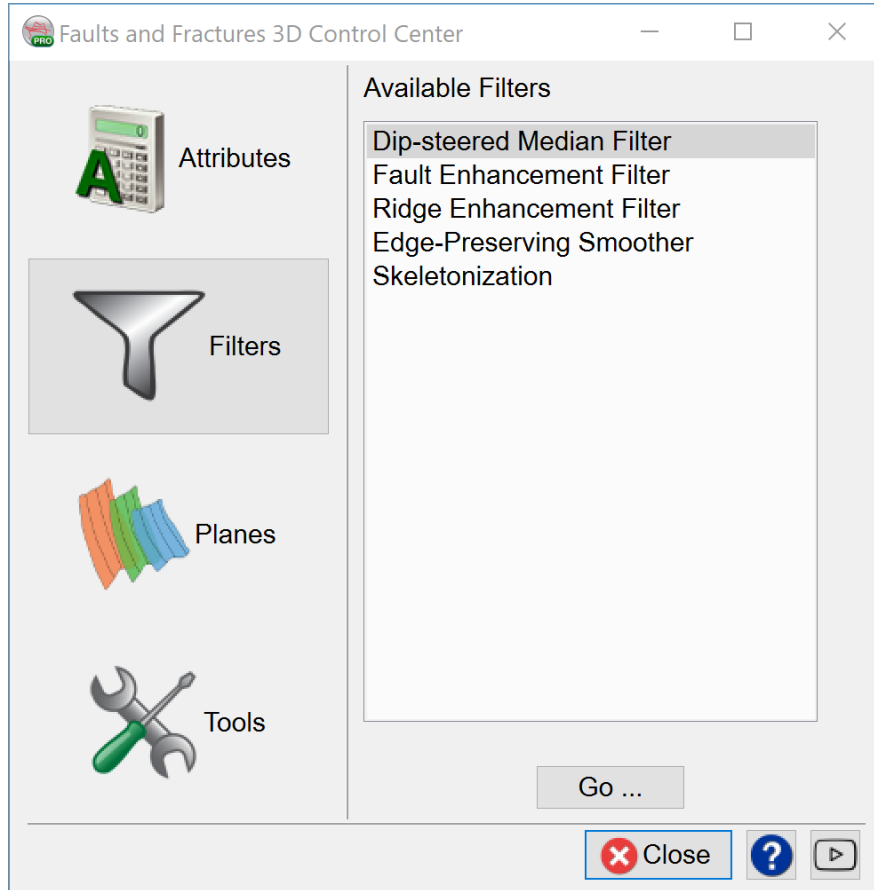 PRO Faults and Fractures 3D Control Center
Available Filters
Attributes
Filters
Planes
Tools
Dip-steered Median Filter
Fault Enhancement Filter
Ridge Enhancement Filter
Edge-Preserving Smoother
Skeletonization
Go ...
Close
?